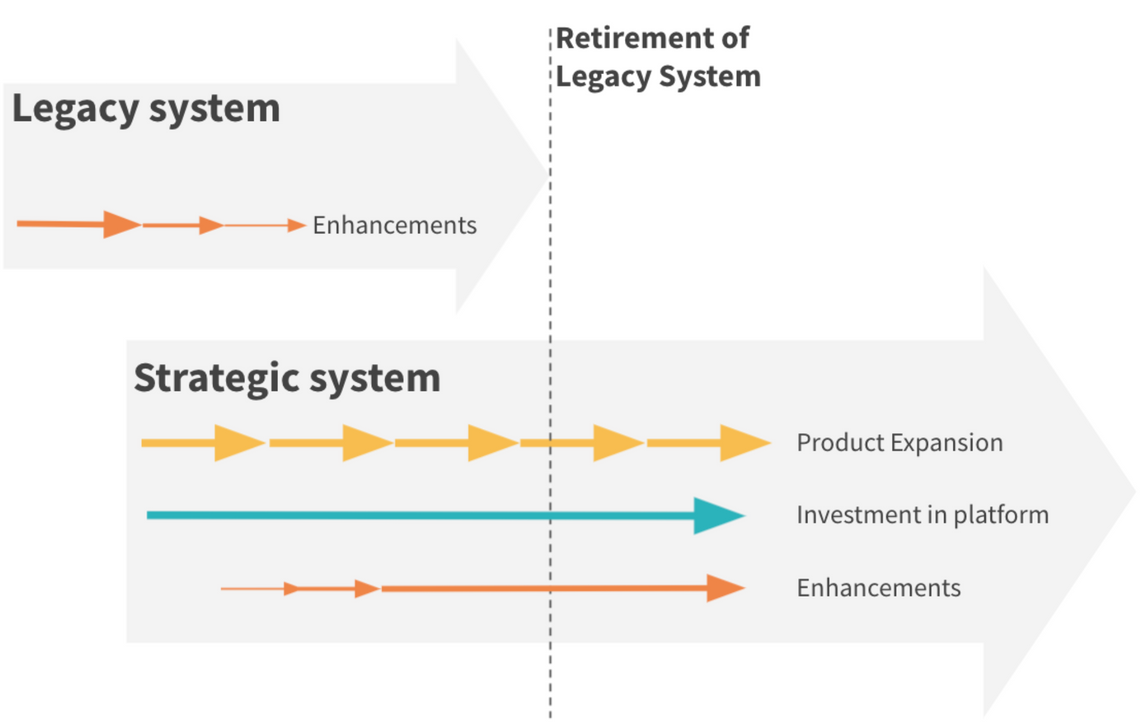 Retirement of
Legacy System
Legacy system
Enhancements
Strategic system
Product Expansion
Investment in platform
Enhancements